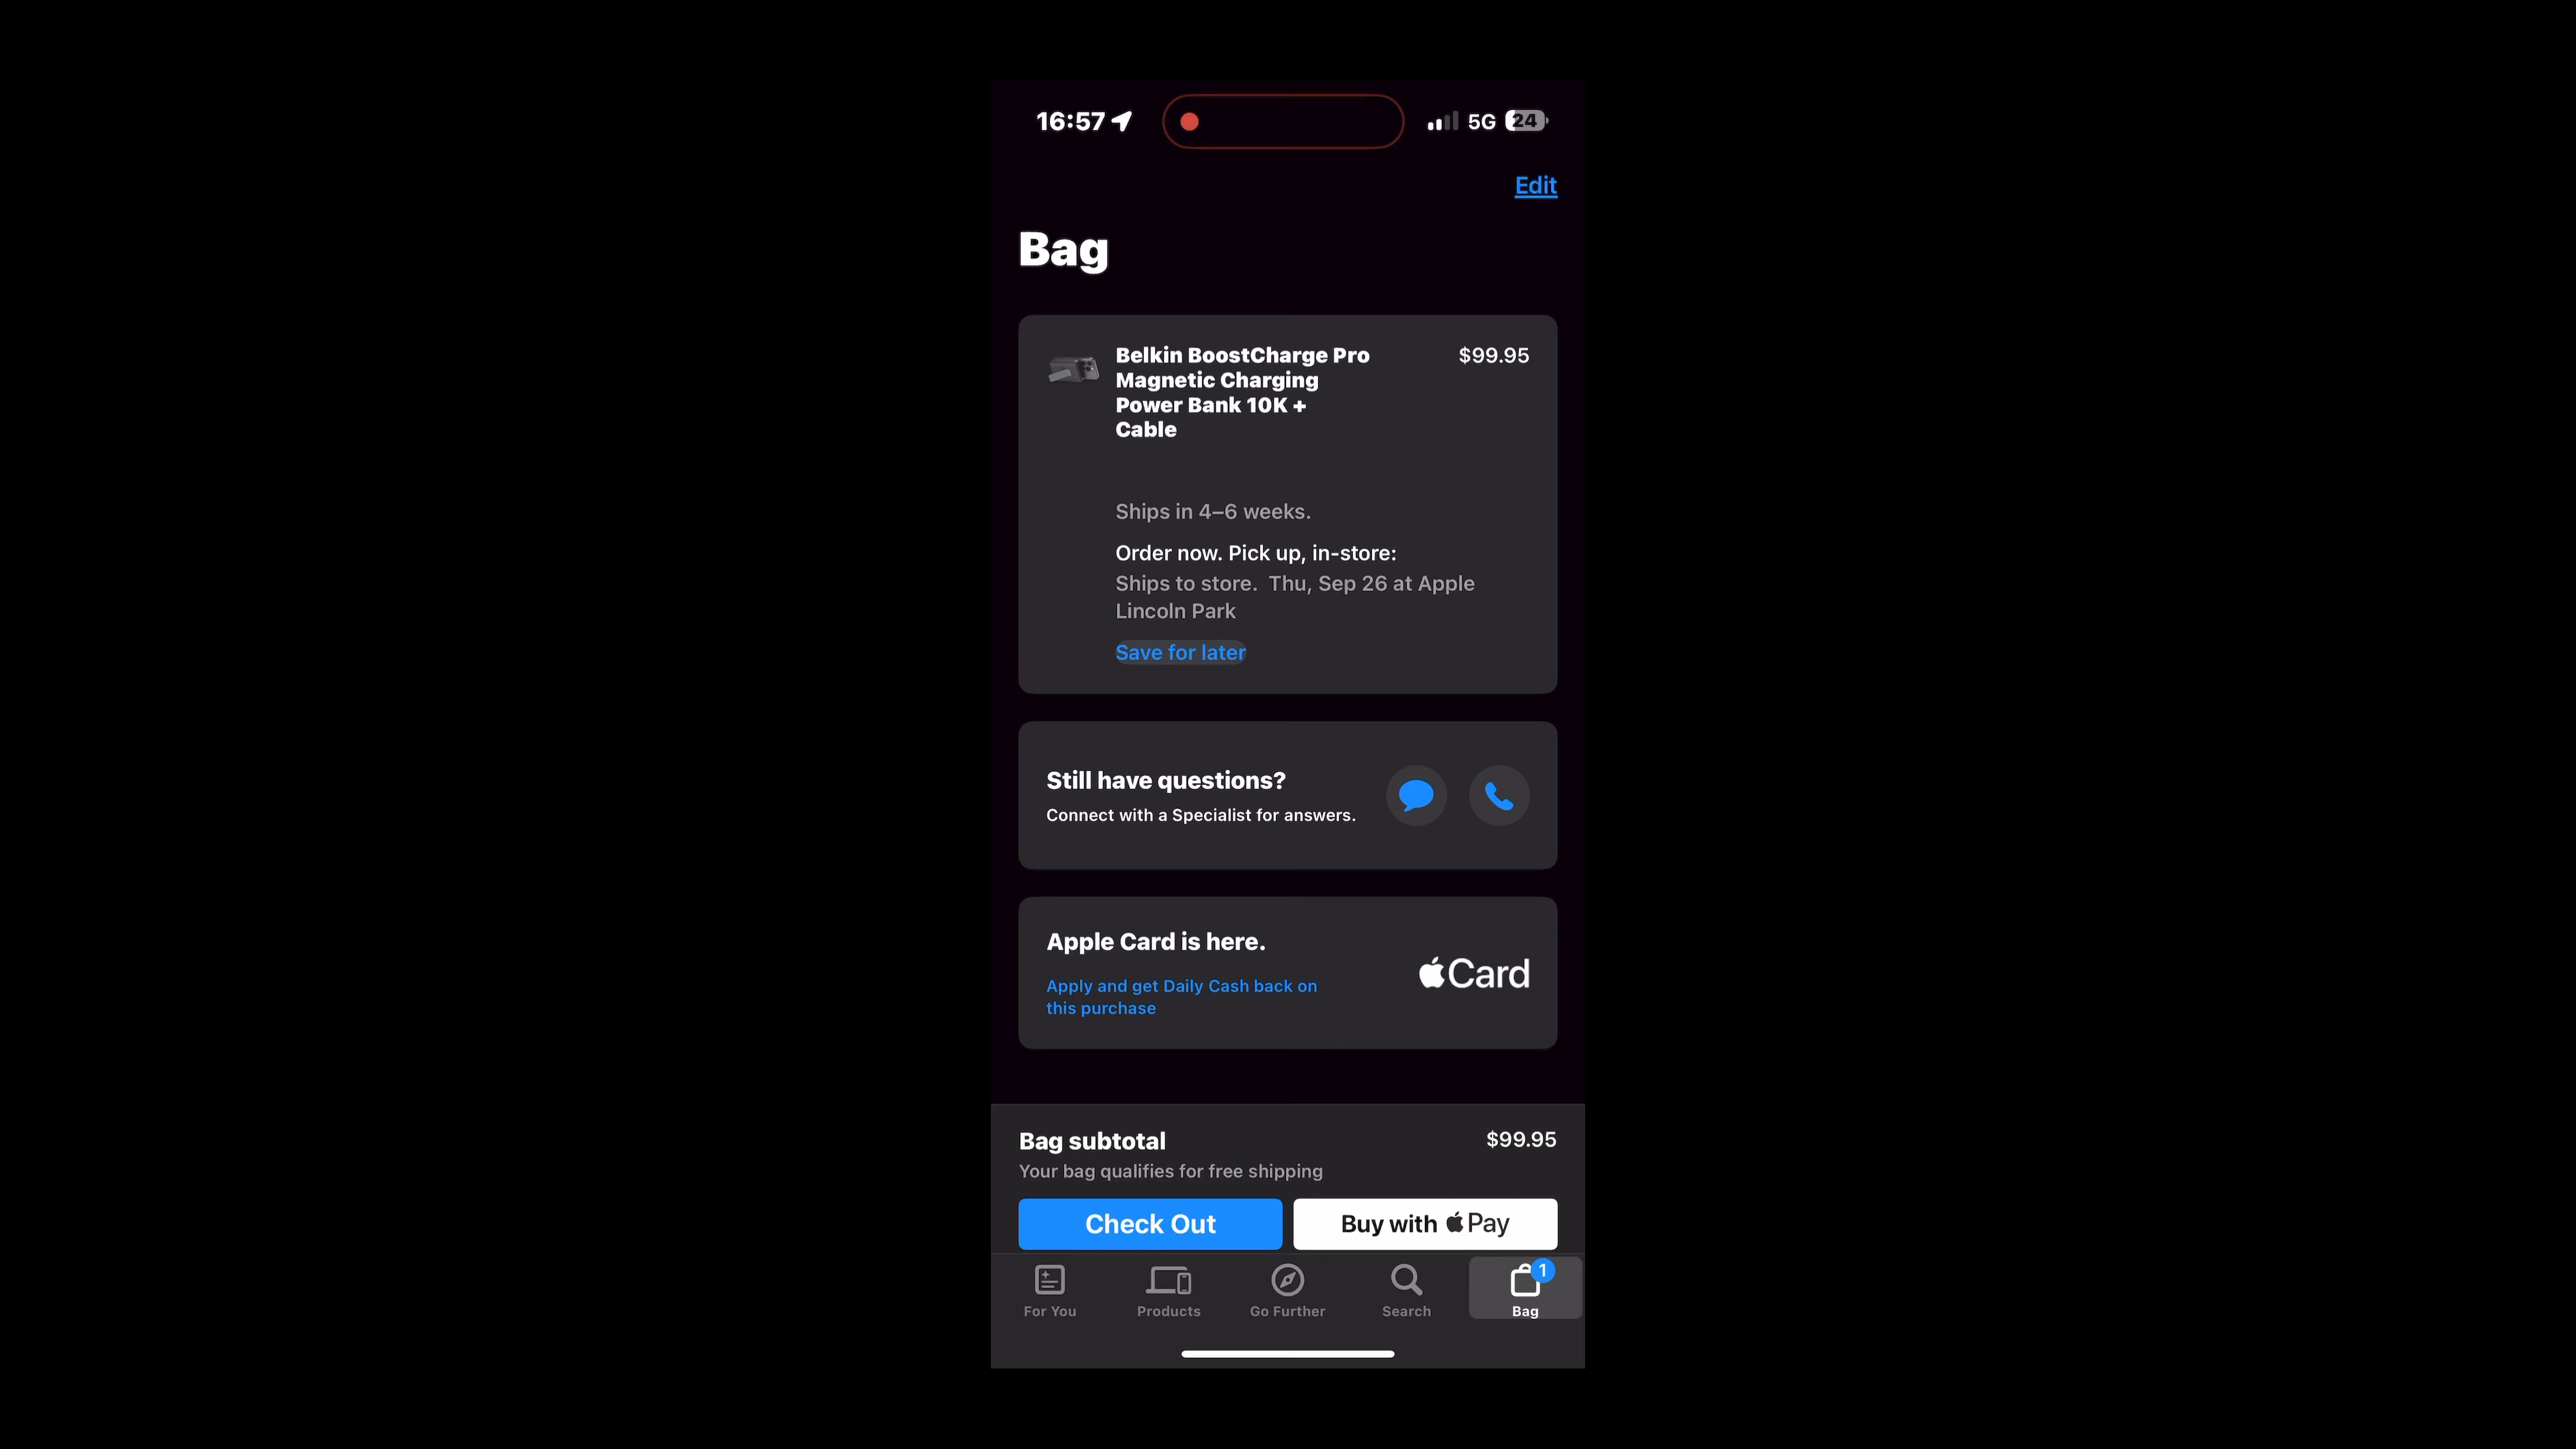 16:57
5G 24
Edit
Bag
Belkin BoostCharge Pro $99.95
Magnetic Charging
Power Bank 10K +
Cable
Ships in 4–6 weeks.
Order now. Pick up, in-store:
Ships to store. Thu, Sep 26 at Apple
Lincoln Park
Save for later
Still have questions?
Connect with a Specialist for answers.
Apple Card is here.
Apply and get Daily Cash back on
this purchase
Card
Bag subtotal $99.95
Your bag qualifies for free shipping
Check Out
Buy with Pay
1
For You
Products
Go Further
Search
Bag